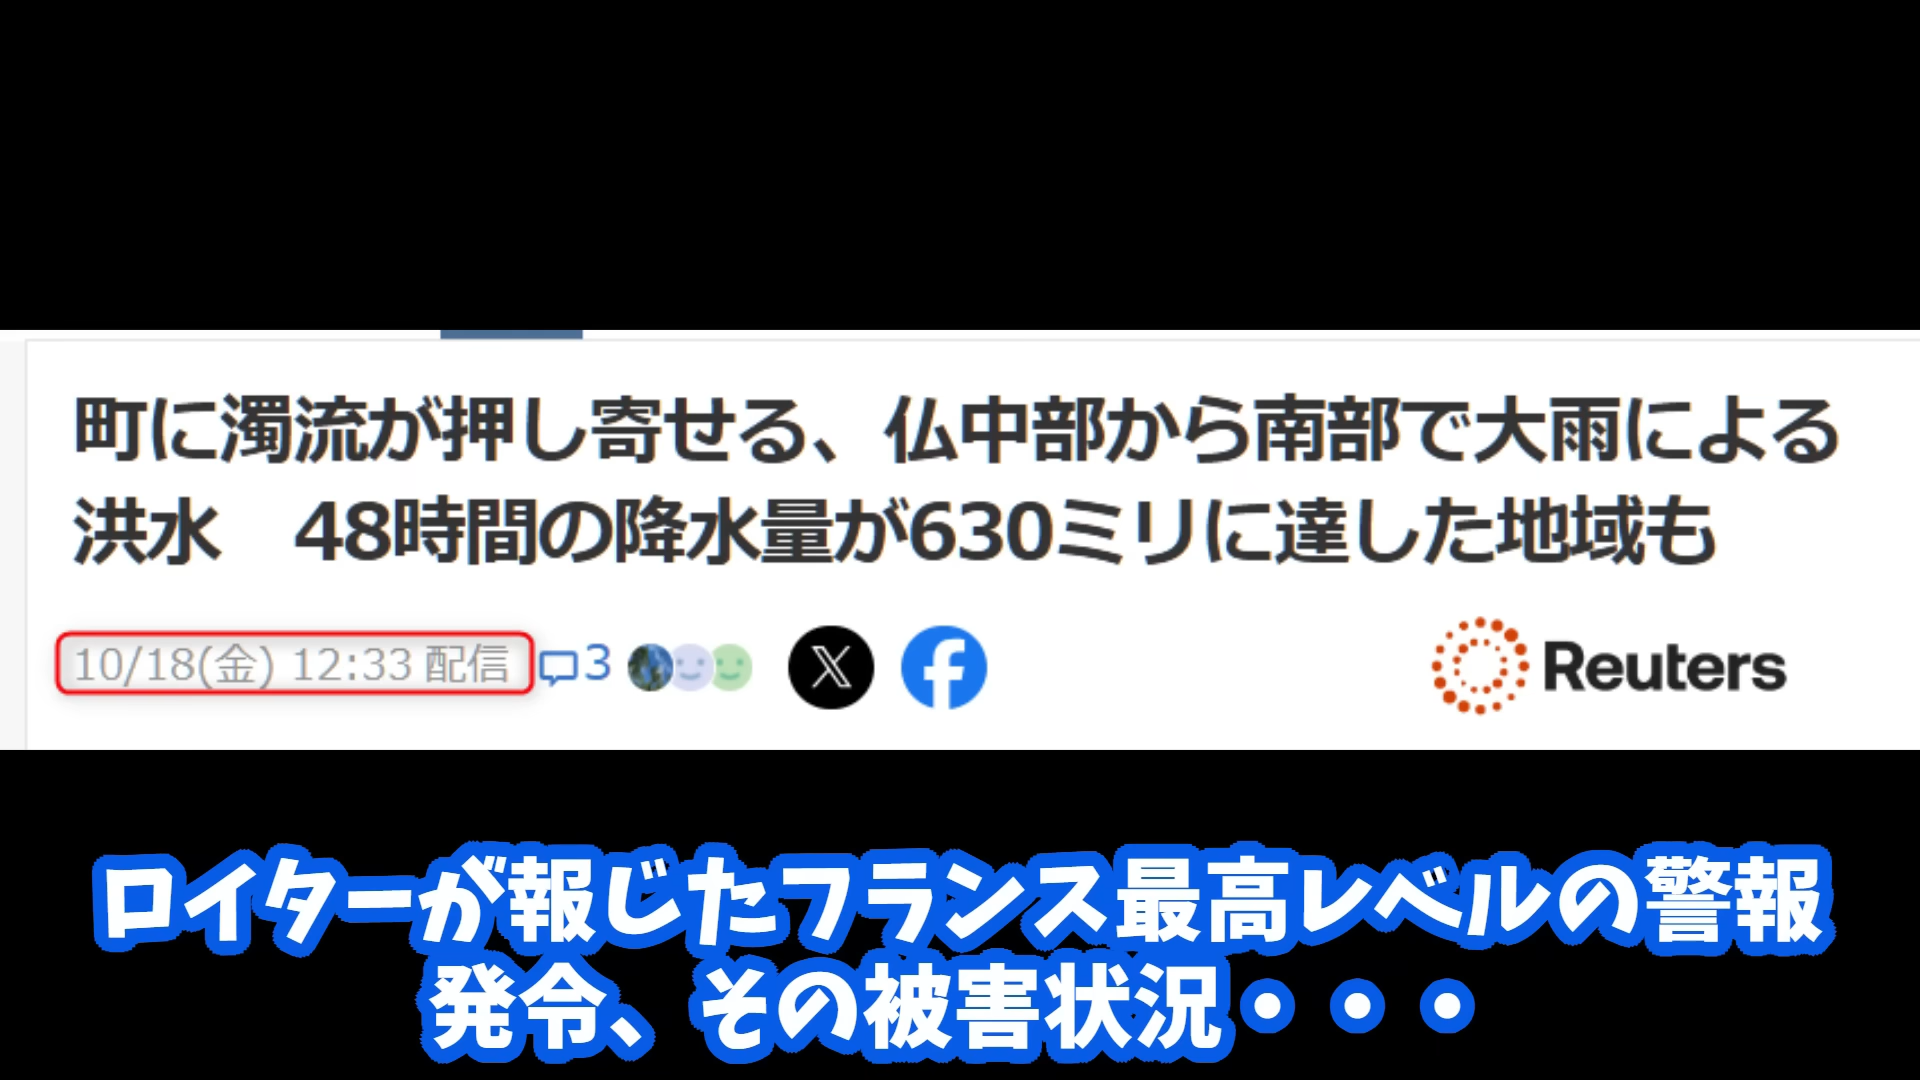 町に濁流が押し寄せる、仏中部から南部で大雨による
洪水　48時間の降水量が630ミリに達した地域も
10/18(金) 12:33 配信 3
Reuters
ロイターが報じたフランス最高レベルの警報
発令、その被害状況・・・